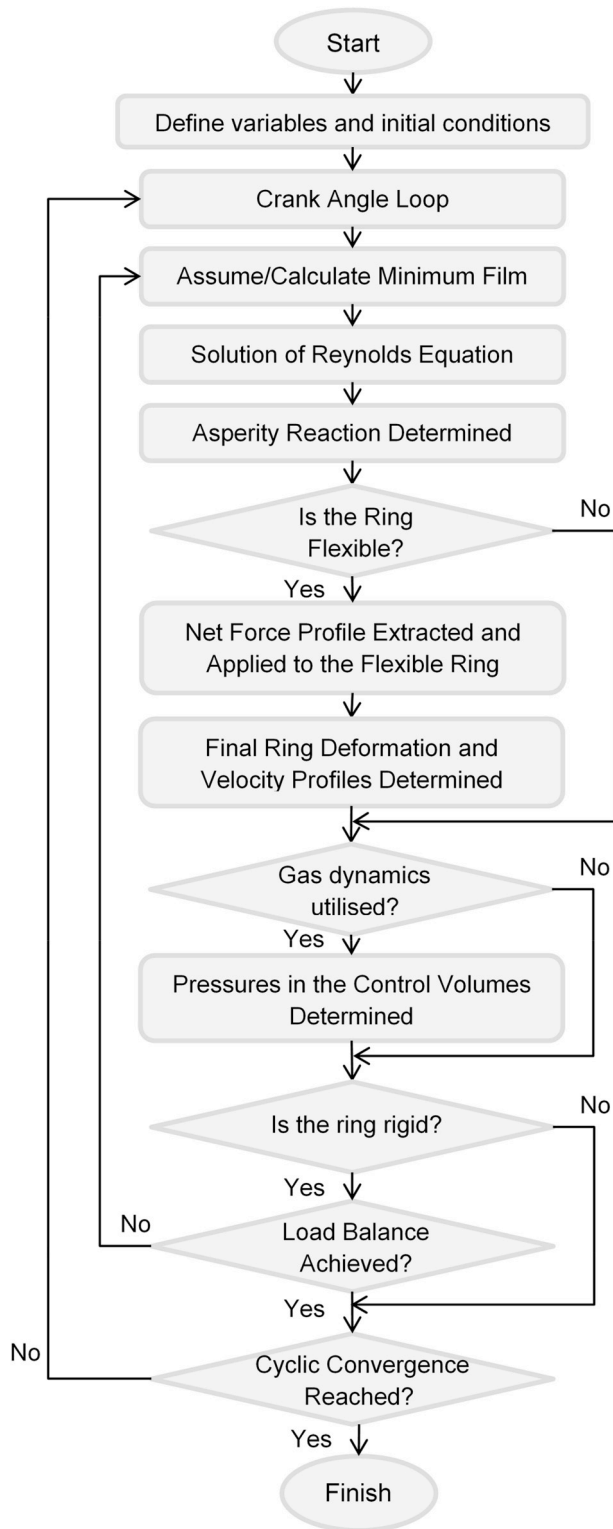 Start
Define variables and initial conditions
Crank Angle Loop
Assume/Calculate Minimum Film
Solution of Reynolds Equation
Asperity Reaction Determined
Is the Ring
Flexible?
No
Yes
Net Force Profile Extracted and
Applied to the Flexible Ring
Final Ring Deformation and
Velocity Profiles Determined
Gas dynamics
utilised?
No
Yes
Pressures in the Control Volumes
Determined
Is the ring rigid?
No
Yes
Load Balance
Achieved?
No
Yes
Cyclic Convergence
Reached?
No
Yes
Finish